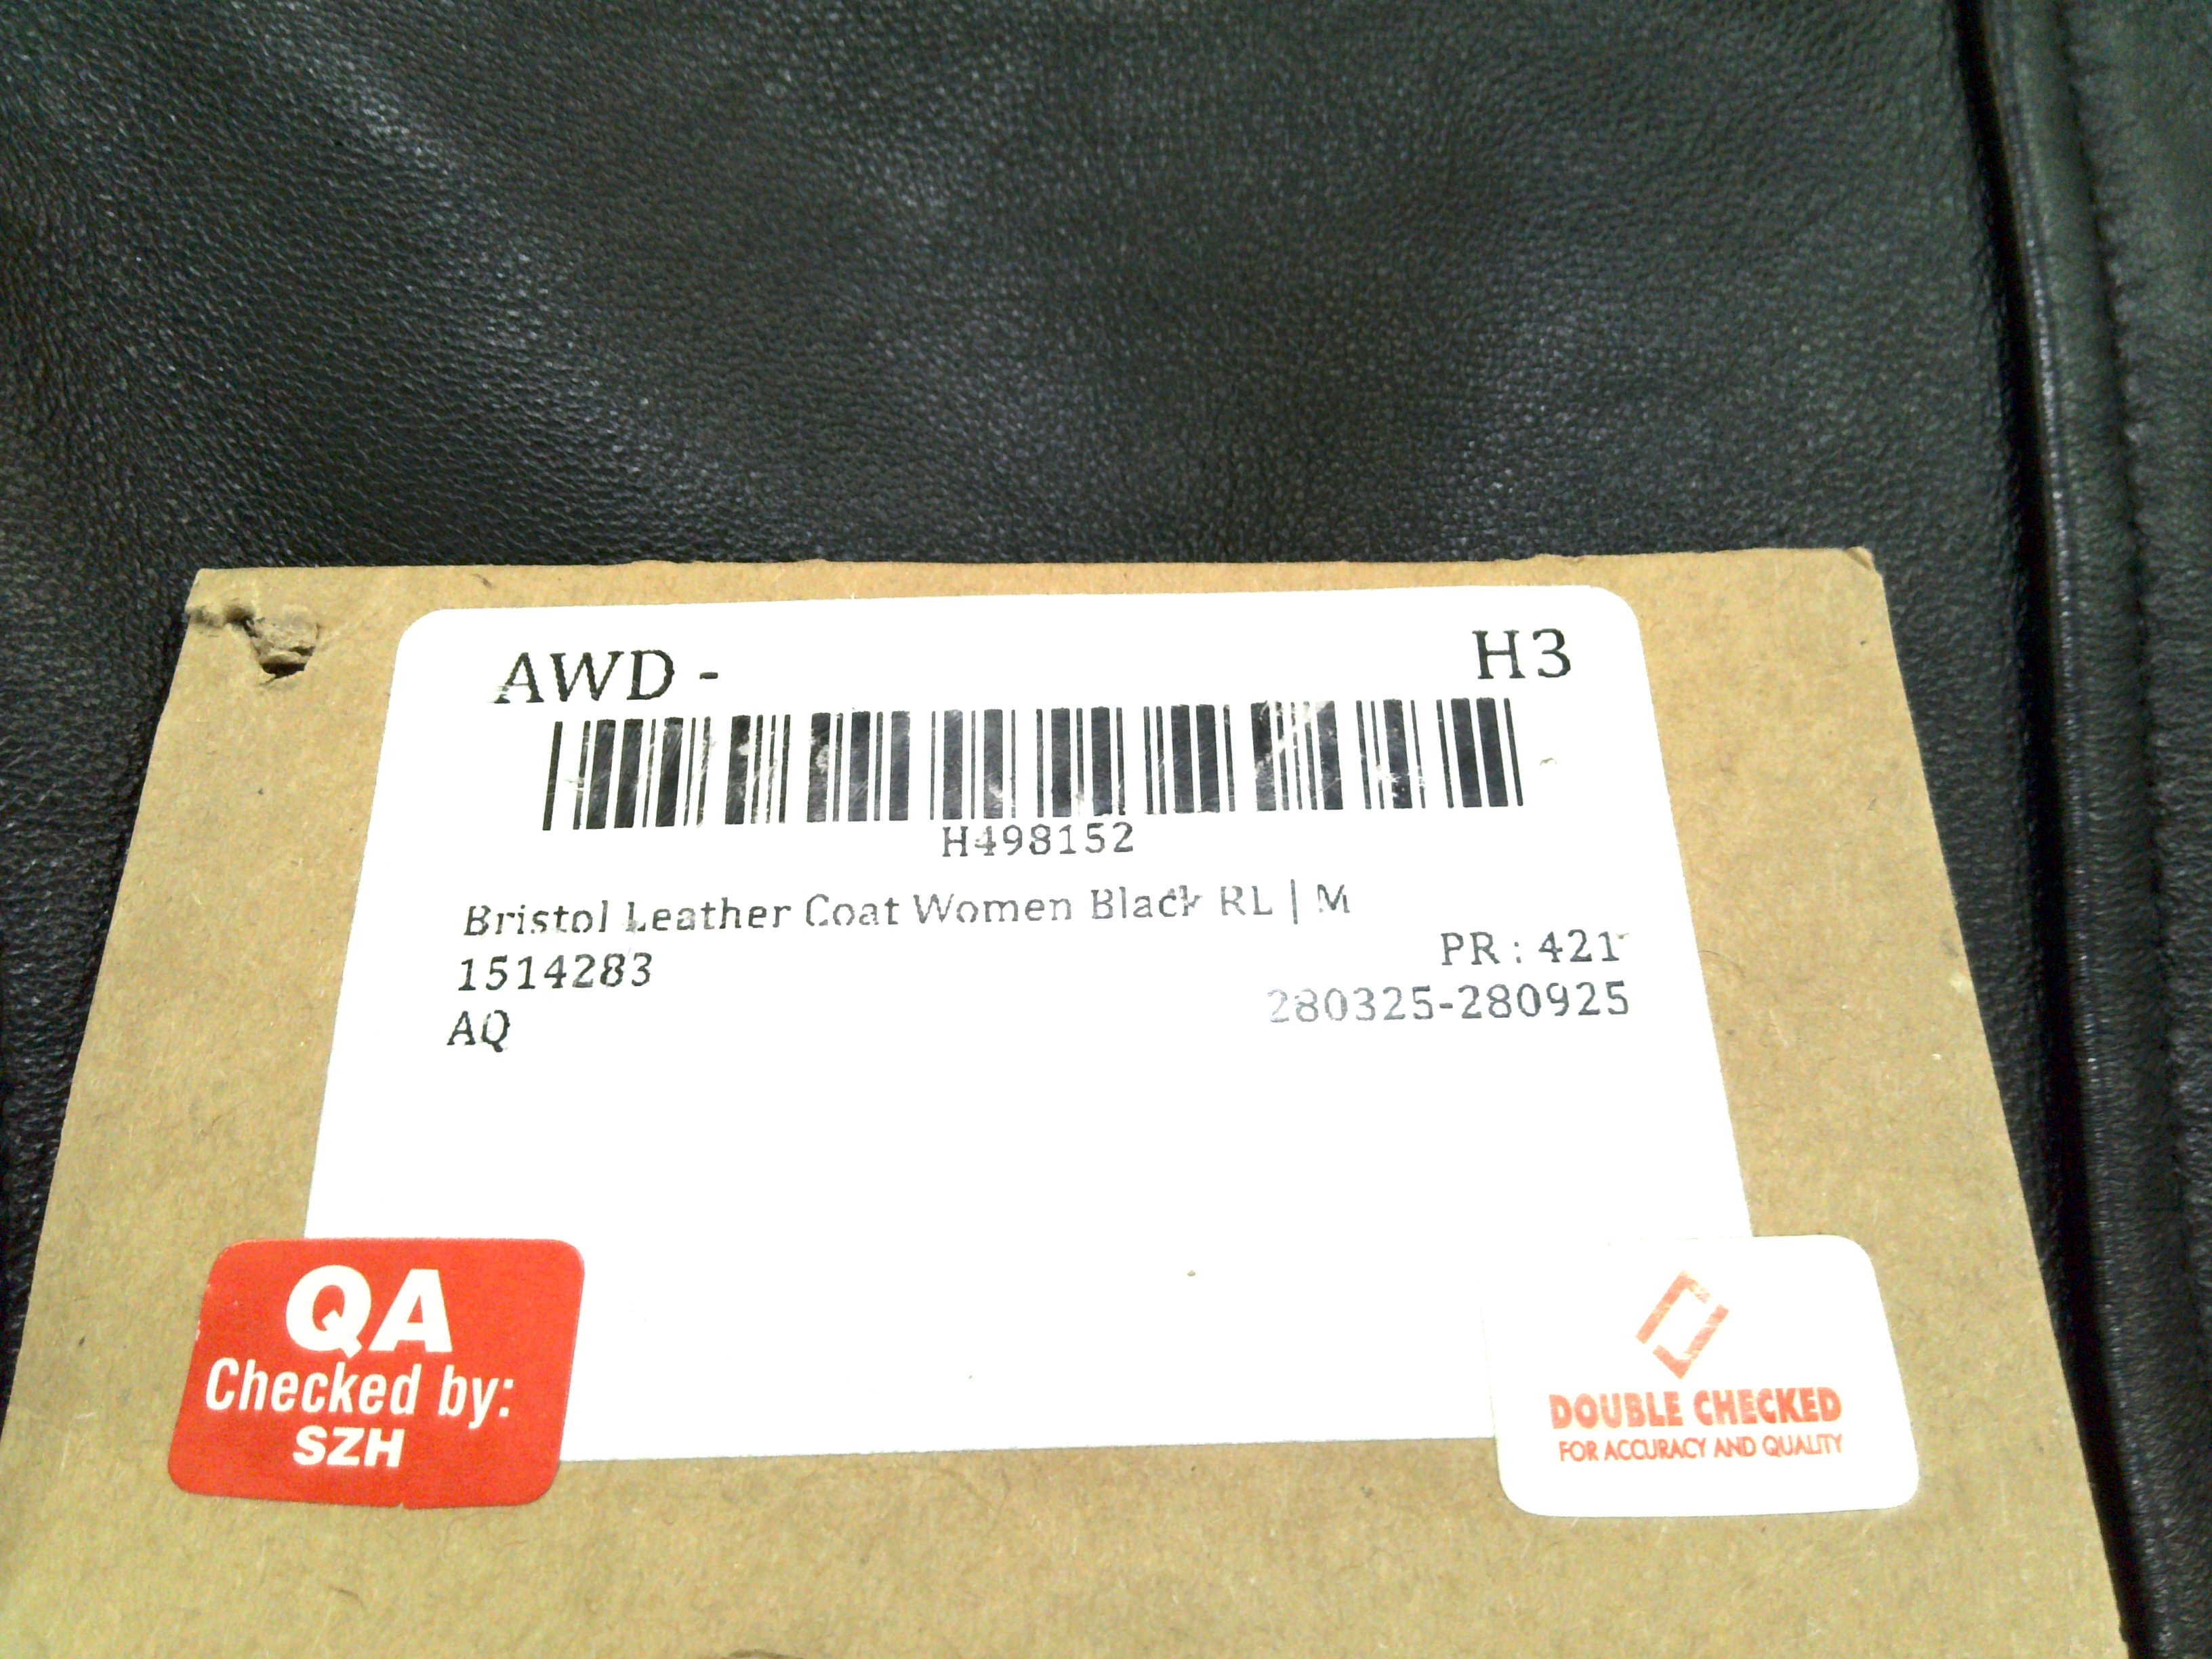 AWD - H3
H498152
Bristol Leather Coat Women Black RL | M
1514283 PR : 421
AQ 280325-280925
QA
Checked by:
SZH
DOUBLE CHECKED
FOR ACCURACY AND QUALITY